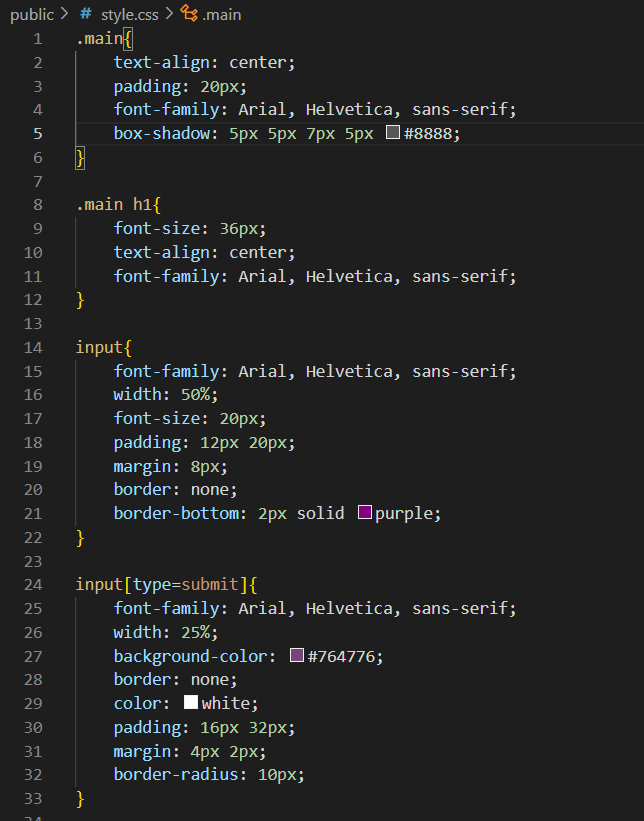 public > # style.css > .main
1 .main{
2     text-align: center;
3     padding: 20px;
4     font-family: Arial, Helvetica, sans-serif;
5     box-shadow: 5px 5px 7px 5px #8888;
6 }
7
8 .main h1{
9     font-size: 36px;
10     text-align: center;
11     font-family: Arial, Helvetica, sans-serif;
12 }
13
14 input{
15     font-family: Arial, Helvetica, sans-serif;
16     width: 50%;
17     font-size: 20px;
18     padding: 12px 20px;
19     margin: 8px;
20     border: none;
21     border-bottom: 2px solid purple;
22 }
23
24 input[type=submit]{
25     font-family: Arial, Helvetica, sans-serif;
26     width: 25%;
27     background-color: #764776;
28     border: none;
29     color: white;
30     padding: 16px 32px;
31     margin: 4px 2px;
32     border-radius: 10px;
33 }